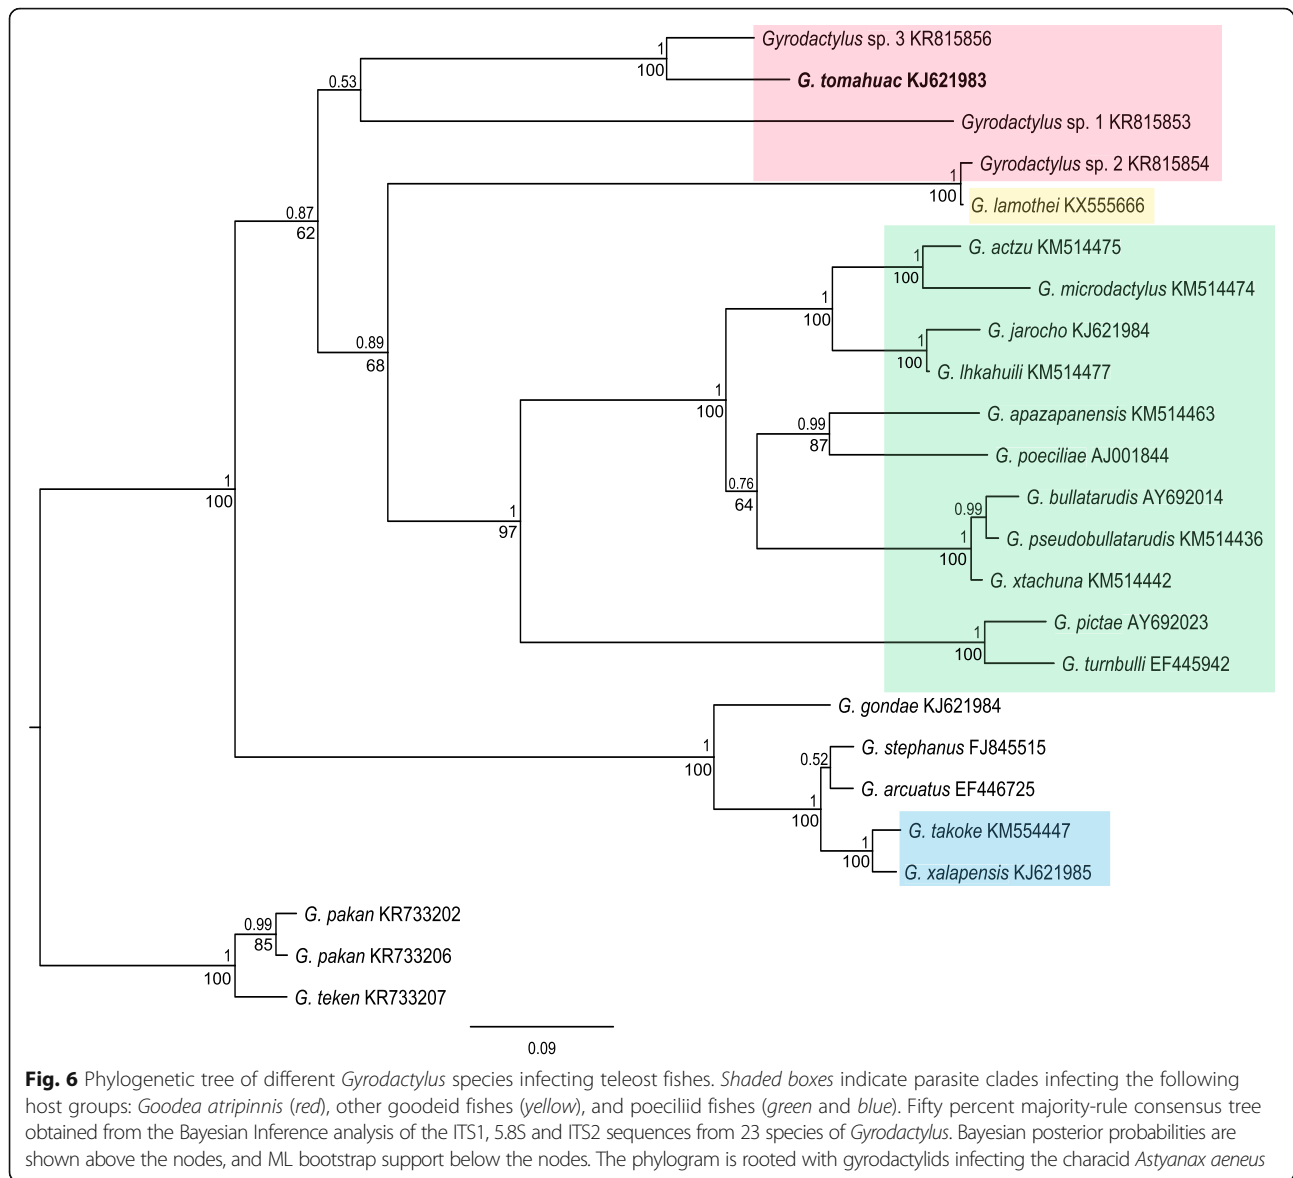 Gyrodactylus sp. 3 KR815856
1
100
G. tomahuac KJ621983
0.53
Gyrodactylus sp. 1 KR815853
Gyrodactylus sp. 2 KR815854
1
100
G. lamothei KX555666
0.87
62
G. actzu KM514475
1
100
G. microdactylus KM514474
1
100
G. jarocho KJ621984
1
100
G. lhkahuili KM514477
0.89
68
1
100
G. apazapanensis KM514463
0.99
87
G. poeciliae AJ001844
0.76
64
G. bullatarudis AY692014
0.99
G. pseudobullatarudis KM514436
1
100
G. xtachuna KM514442
1
100
1
97
G. pictae AY692023
1
100
G. turnbulli EF445942
G. gondae KJ621984
1
100
G. stephanus FJ845515
0.52
G. arcuatus EF446725
1
100
G. takoke KM554447
1
100
G. xalapensis KJ621985
G. pakan KR733202
0.99
85
G. pakan KR733206
1
100
G. teken KR733207
0.09
Fig. 6 Phylogenetic tree of different Gyrodactylus species infecting teleost fishes. Shaded boxes indicate parasite clades infecting the following
host groups: Goodea atripinnis (red), other goodeid fishes (yellow), and poeciliid fishes (green and blue). Fifty percent majority-rule consensus tree
obtained from the Bayesian Inference analysis of the ITS1, 5.8S and ITS2 sequences from 23 species of Gyrodactylus. Bayesian posterior probabilities are
shown above the nodes, and ML bootstrap support below the nodes. The phylogram is rooted with gyrodactylids infecting the characid Astyanax aeneus